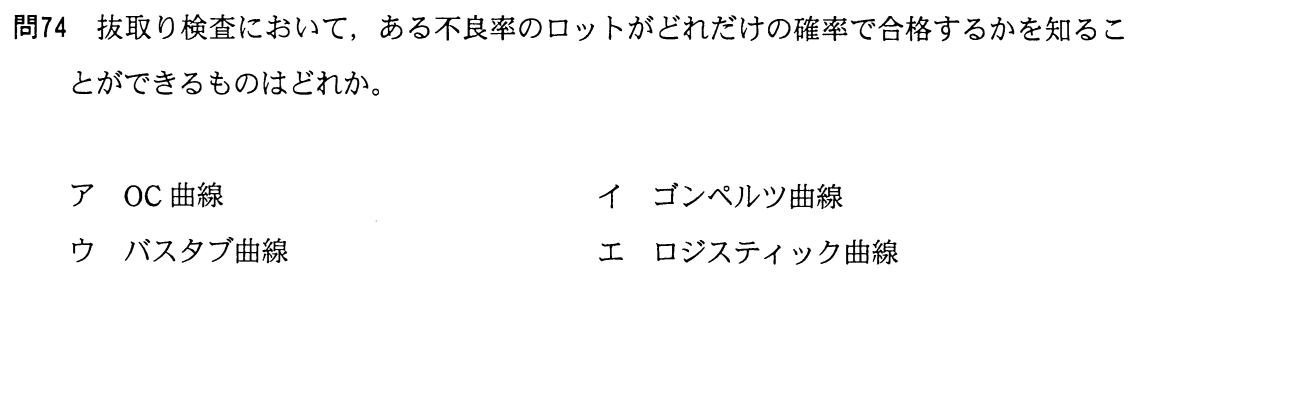 問74 抜取り検査において，ある不良率のロットがどれだけの確率で合格するかを知るこ
とができるものはどれか。
ア OC 曲線 イ ゴンペルツ曲線
ウ バスタブ曲線 エ ロジスティック曲線